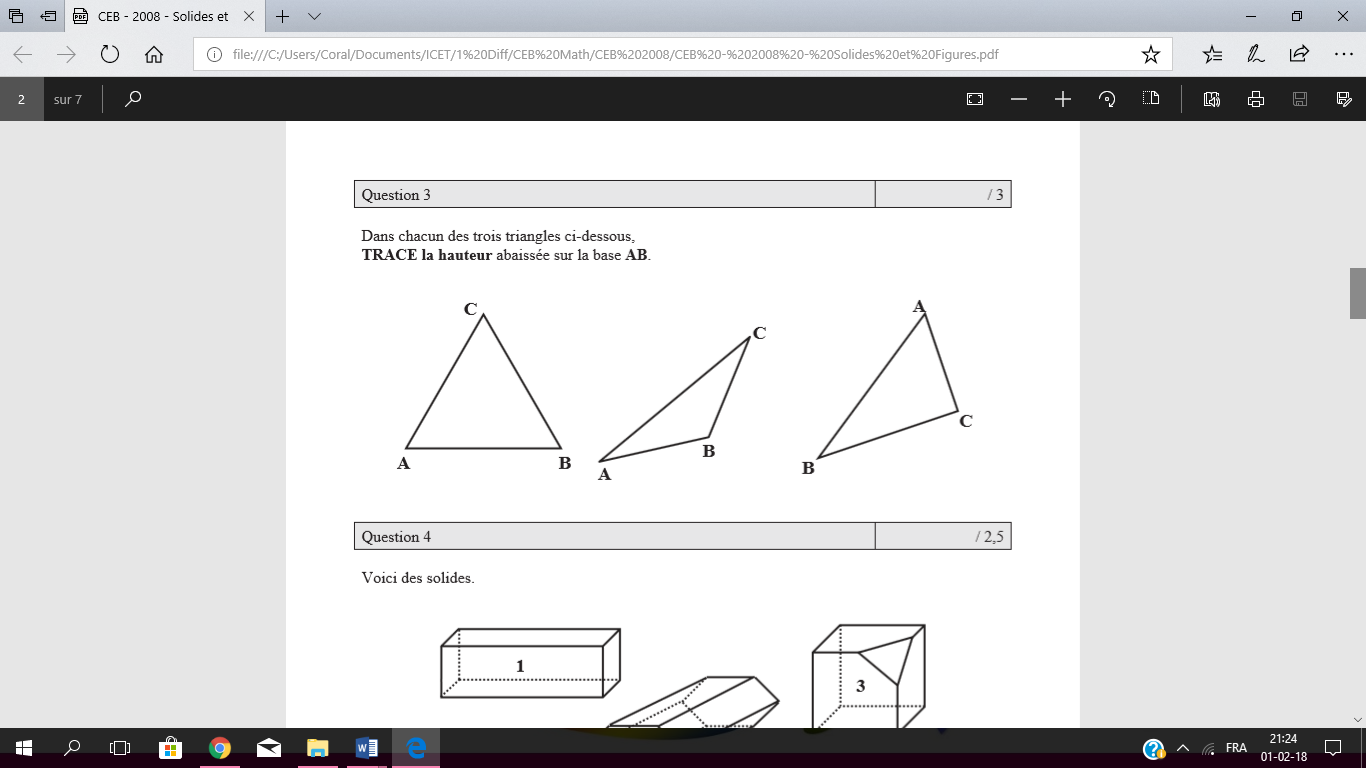 CEB - 2008 - Solides et
file:///C:/Users/Coral/Documents/ICET/1%20Diff/CEB%20Math/CEB%202008/CEB%20-%202008%20-%20Solides%20et%20Figures.pdf
2 sur 7
Question 3 / 3
Dans chacun des trois triangles ci-dessous,
TRACE la hauteur abaissée sur la base AB.
C
A B
C
A B
A
B C
Question 4 / 2,5
Voici des solides.
1
3
FRA
21:24
01-02-18